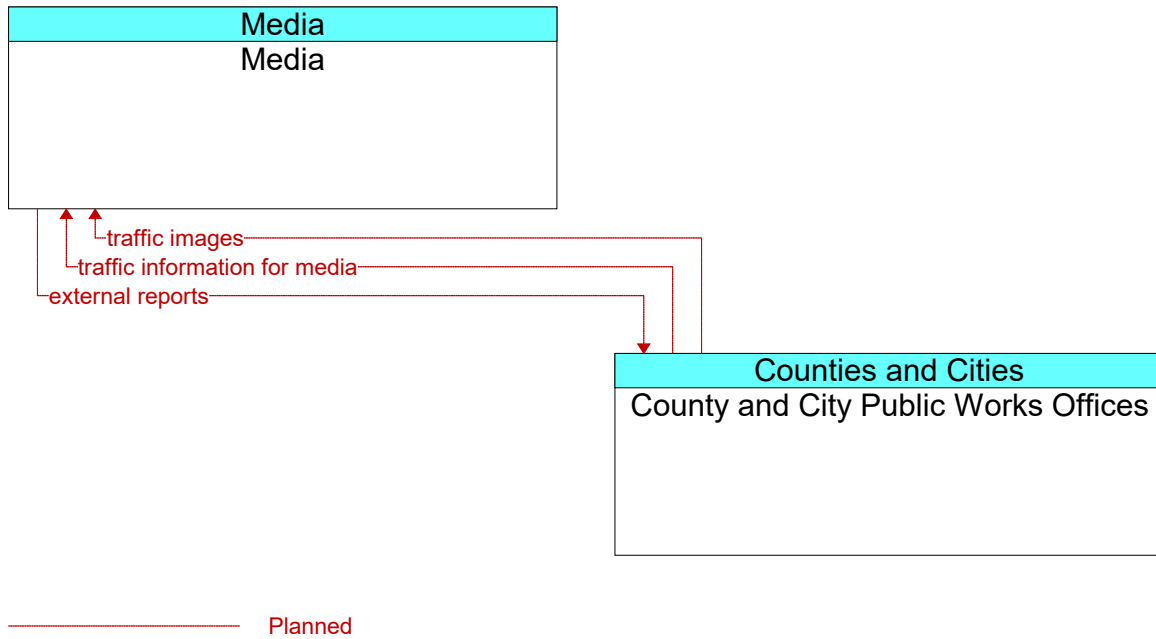 Media
Media
traffic images
traffic information for media
external reports
Counties and Cities
County and City Public Works Offices
Planned